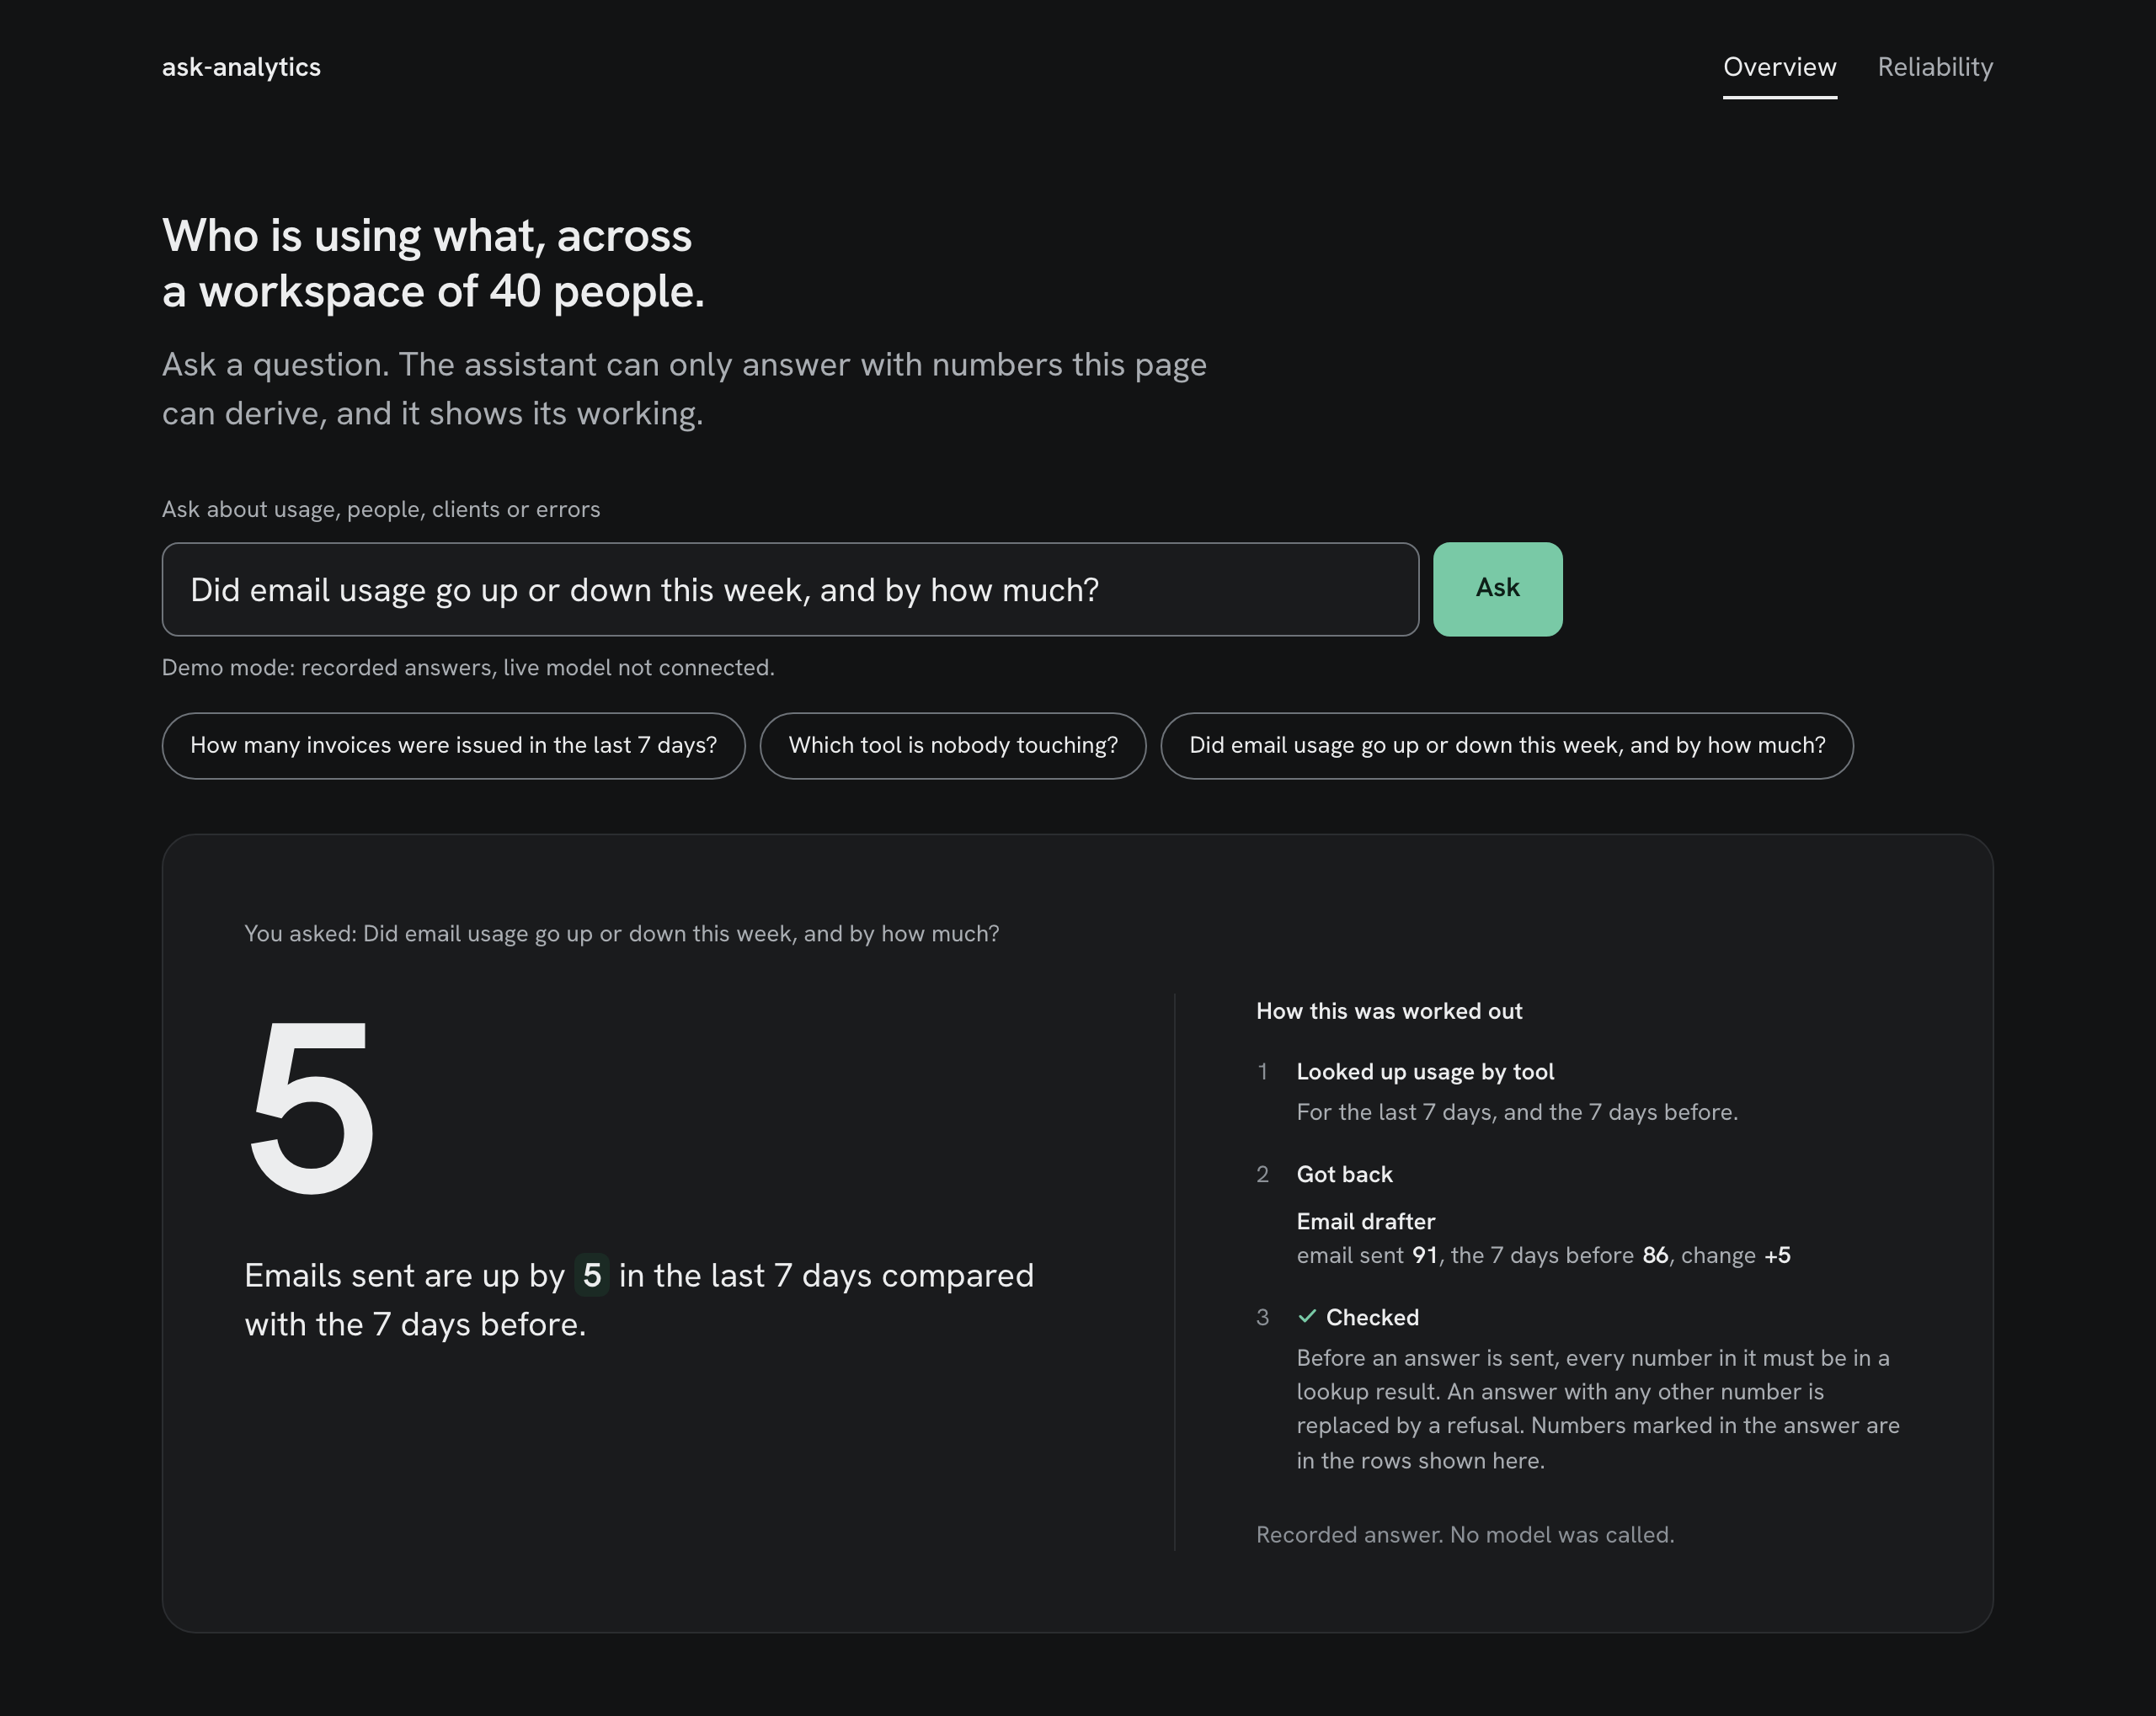 ask-analytics
Overview
Reliability
Who is using what, across
a workspace of 40 people.
Ask a question. The assistant can only answer with numbers this page
can derive, and it shows its working.
Ask about usage, people, clients or errors
Did email usage go up or down this week, and by how much?
Ask
Demo mode: recorded answers, live model not connected.
How many invoices were issued in the last 7 days?
Which tool is nobody touching?
Did email usage go up or down this week, and by how much?
You asked: Did email usage go up or down this week, and by how much?
5
Emails sent are up by 5 in the last 7 days compared
with the 7 days before.
How this was worked out
1 Looked up usage by tool
For the last 7 days, and the 7 days before.
2 Got back
Email drafter
email sent 91, the 7 days before 86, change +5
3 ✓ Checked
Before an answer is sent, every number in it must be in a
lookup result. An answer with any other number is
replaced by a refusal. Numbers marked in the answer are
in the rows shown here.
Recorded answer. No model was called.